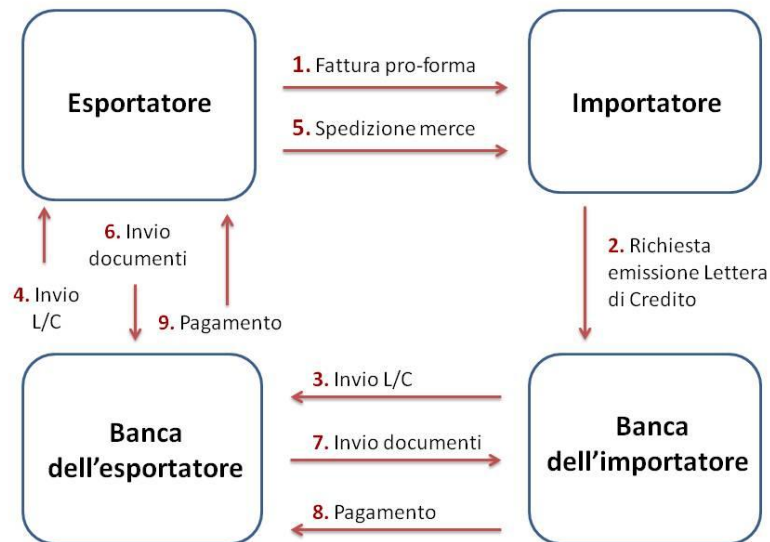 1. Fattura pro-forma
Esportatore
Importatore
5. Spedizione merce
6. Invio
documenti
2. Richiesta
emissione Lettera
di Credito
4. Invio
L/C
9. Pagamento
3. Invio L/C
Banca
dell’esportatore
7. Invio documenti
Banca
dell’importatore
8. Pagamento